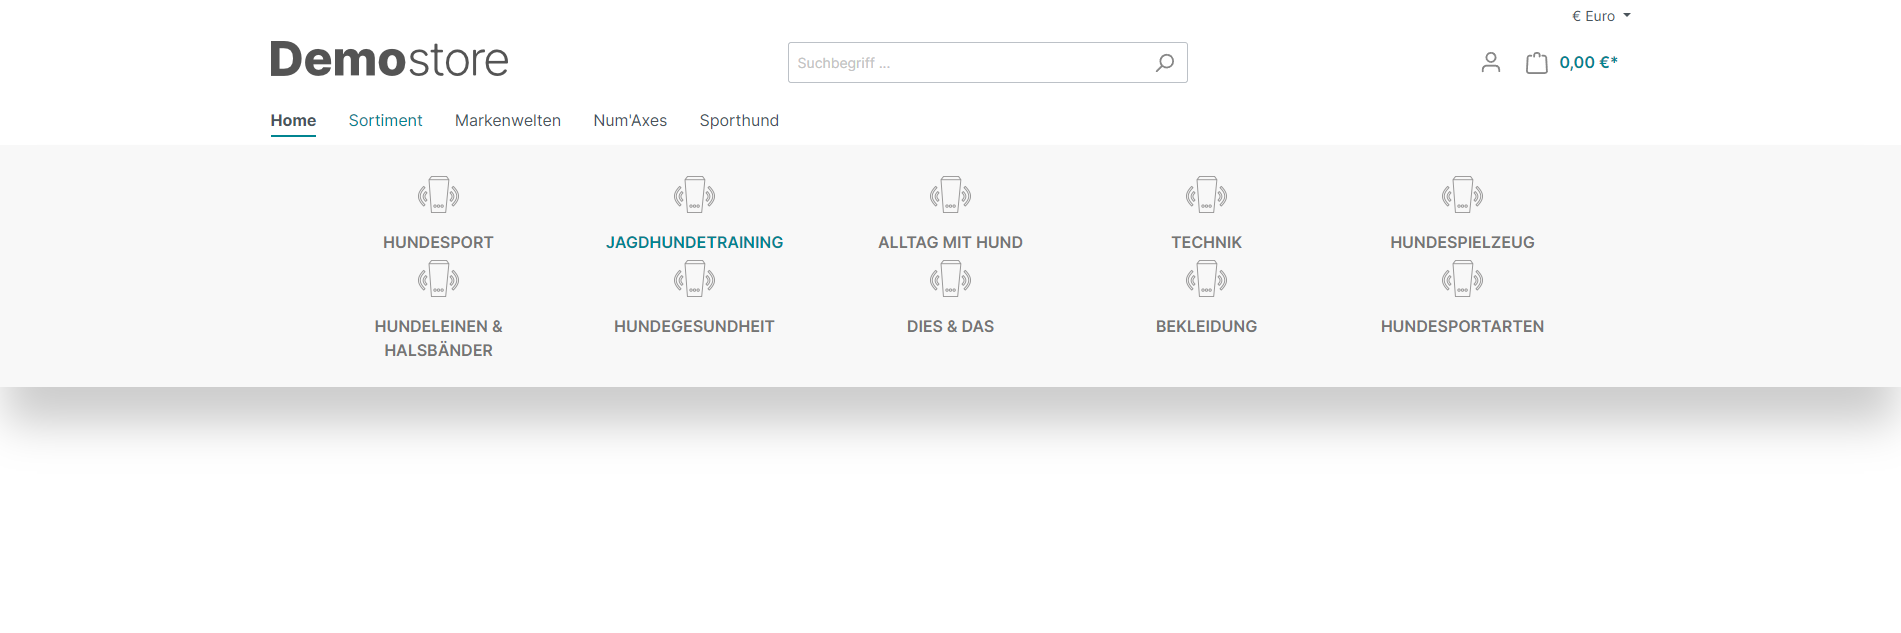 € Euro
Demostore
Suchbegriff ...
0,00 €*
Home Sortiment Markenwelten Num'Axes Sporthund
HUNDESPORT JAGDHUNDETRAINING ALLTAG MIT HUND TECHNIK HUNDESPIELZEUG
HUNDELEINEN & HUNDEGESUNDHEIT DIES & DAS BEKLEIDUNG HUNDESPORTARTEN
HALSBÄNDER